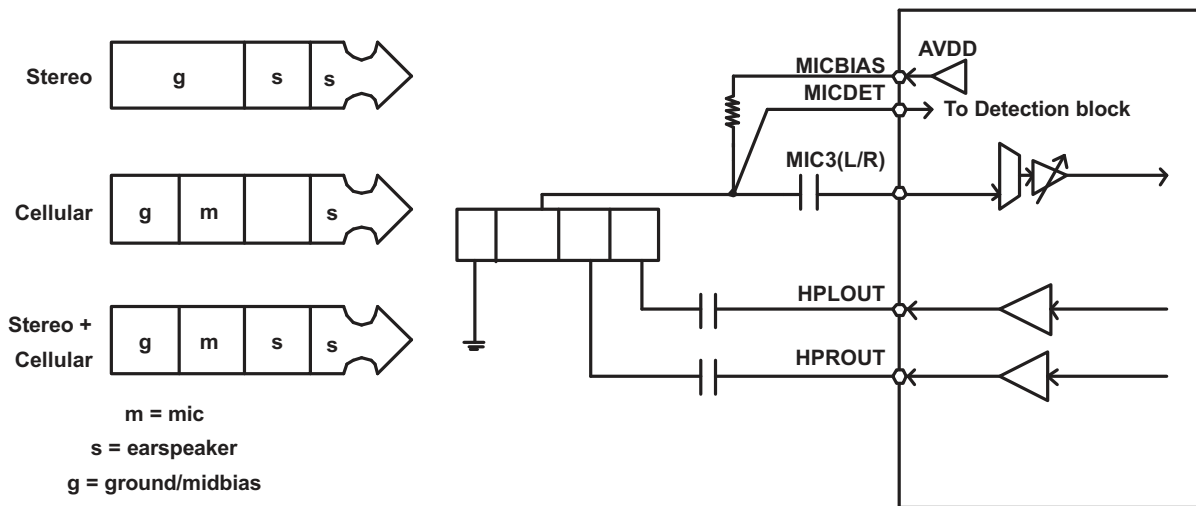 Stereo
g s s
Cellular
g m s
Stereo +
Cellular
g m s s
m = mic
s = earspeaker
g = ground/midbias
AVDD
MICBIAS
MICDET
To Detection block
MIC3(L/R)
HPLOUT
HPROUT